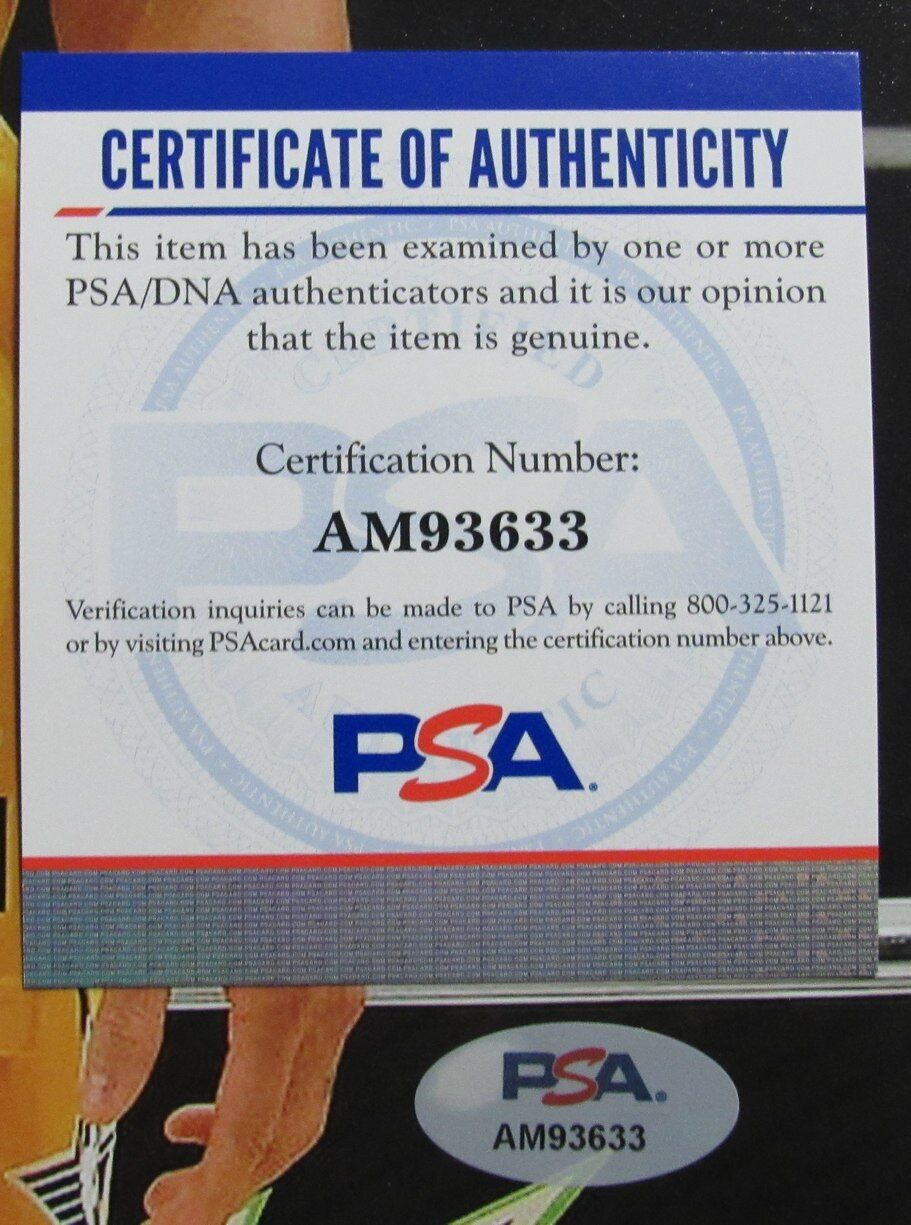 CERTIFICATE OF AUTHENTICITY
This item has been examined by one or more
PSA/DNA authenticators and it is our opinion
that the item is genuine.
Certification Number:
AM93633
Verification inquiries can be made to PSA by calling 800-325-1121
or by visiting PSAcard.com and entering the certification number above.
PSA.
PSA.
AM93633